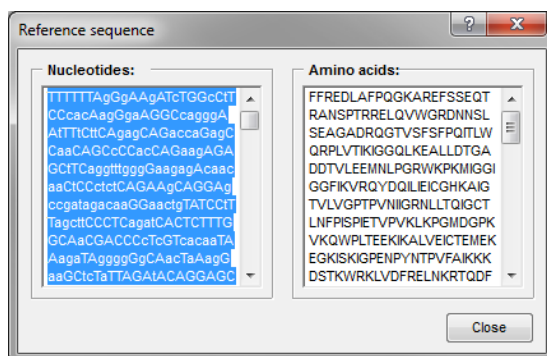 Reference sequence
Nucleotides:
TTTTTTAgGgAAgATcTGGcCtT
CCcacAagGgaAGGCcagggA
AtTTtCttCAgagCAGaccaGagC
CaaCAGCcCCacCAGaagAGA
GCtTCaggtttgggGaagagAcaac
aaCtCCctctCAGAAgCAGGAg
ccgatagacaaGGaactgTATCCtT
TagcttCCCTCagatCACTCTTTG
GCAaCGACCCcTcGTcacaaTA
AagaTAggggGgCAacTaAagG
aaGCtcTaTTAGAtACAGGAGC
Amino acids:
FFREDLAFPQGKAREFSSEQT
RANSPTRRELQVWGRDNNSL
SEAGADRQGTVSFSFPQITLW
QRPLVTIKIGGQLKEALLDTGA
DDTVLEEMNLPGRWKPKMIGGI
GGFIKVRQYDQILIEICGHKAIG
TVLVGPTPVNIIGRNLLTQIGCT
LNFPISPIETVPVKLKPGMDGPK
VKQWPLTEEKIKALVEICTEMEK
EGKISKIGPENPYNTPVFAIKKK
DSTKWRKLVDFRELNKRTQDF
Close